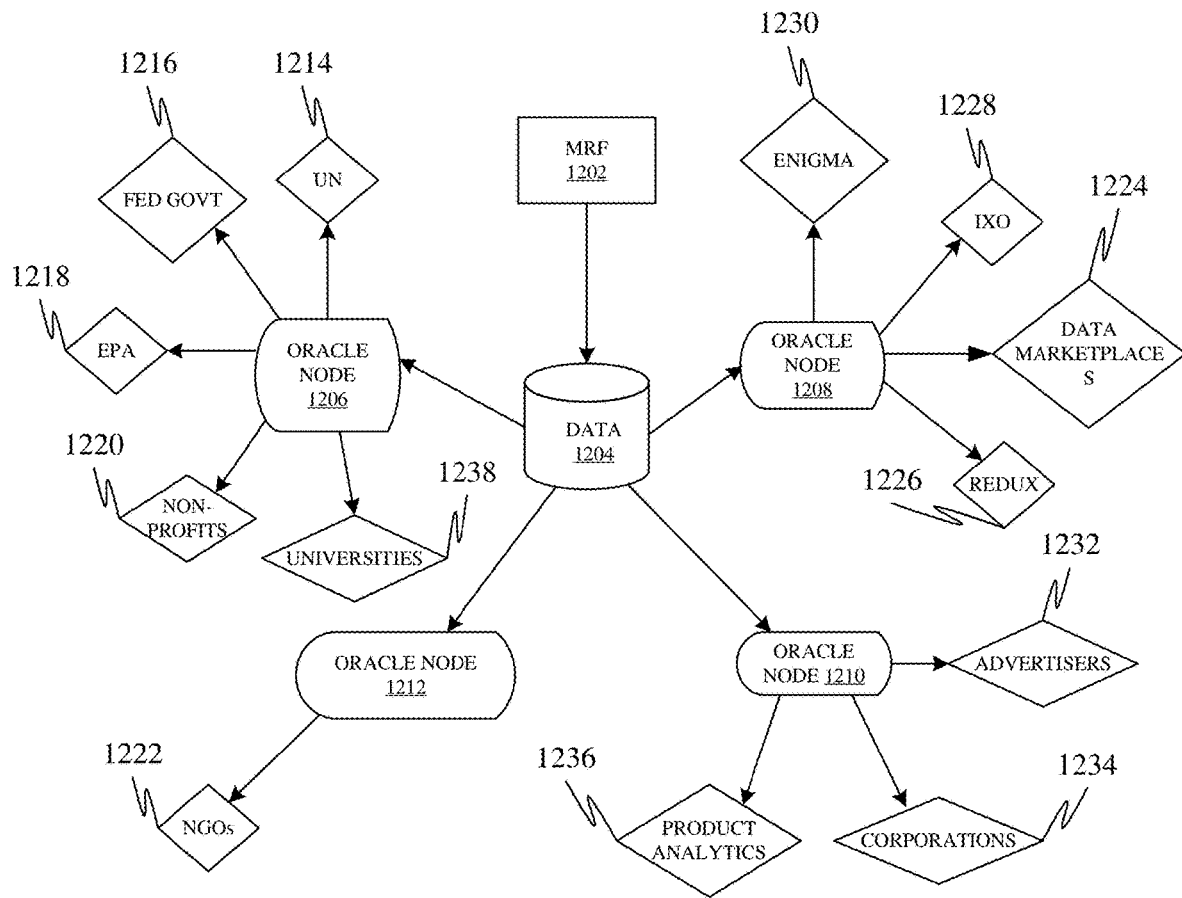 1230
1216
1214
1228
MRF
1202
ENIGMA
UN
1224
FED GOVT
IXO
1218
ORACLE
NODE
1206
EPA
ORACLE
NODE
1208
DATA
MARKETPLACE
S
DATA
1204
1220
1238
REDUX
1226
NON-
PROFITS
UNIVERSITIES
1232
ORACLE NODE
1212
ORACLE
NODE 1210
ADVERTISERS
1222
1236
1234
NGOs
PRODUCT
ANALYTICS
CORPORATIONS